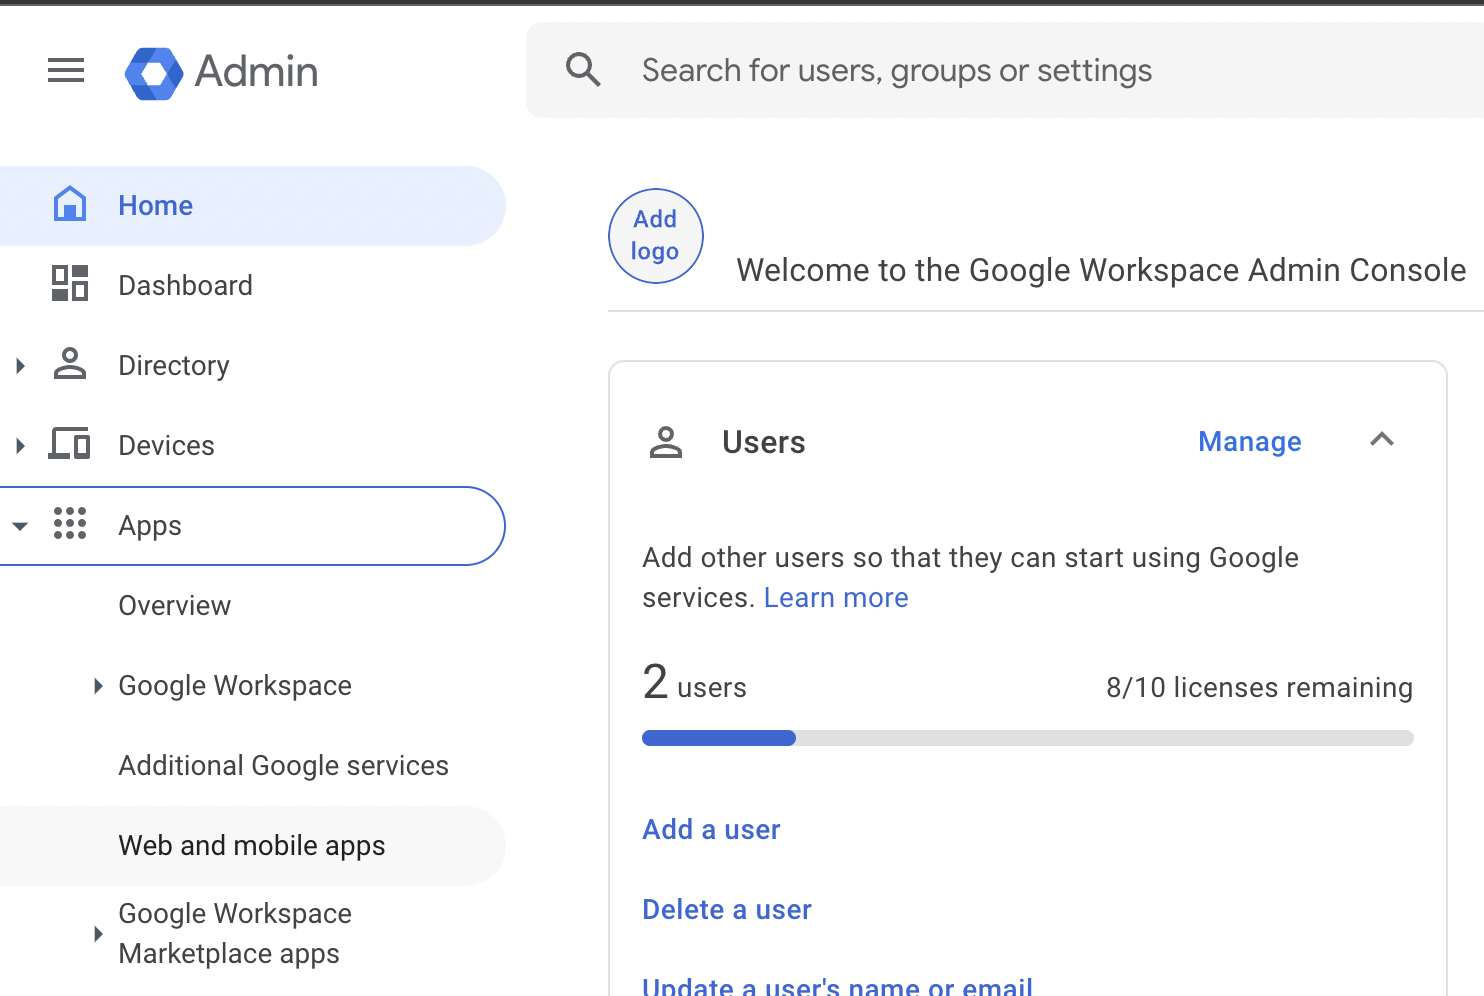 Admin
Search for users, groups or settings
Home
Dashboard
Directory
Devices
Apps
Overview
Google Workspace
Additional Google services
Web and mobile apps
Google Workspace
Marketplace apps
Add
logo
Welcome to the Google Workspace Admin Console
Users
Manage
Add other users so that they can start using Google
services. Learn more
2 users
8/10 licenses remaining
Add a user
Delete a user
Update a user's name or email